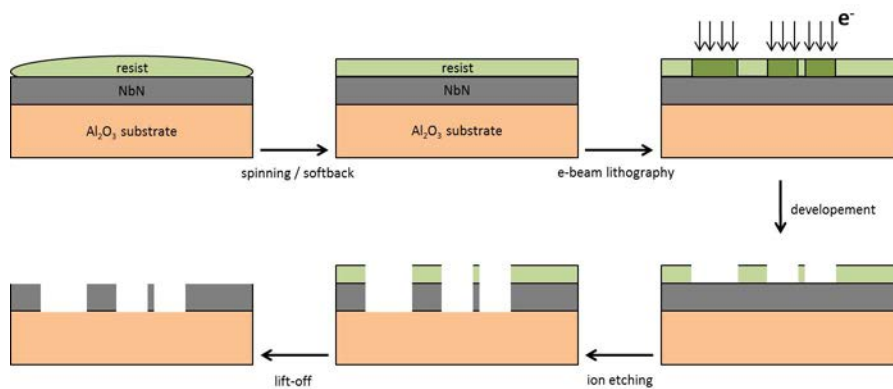 e⁻
resist
NbN
Al₂O₃ substrate
spinning / softback
resist
NbN
Al₂O₃ substrate
e-beam lithography
developement
ion etching
lift-off